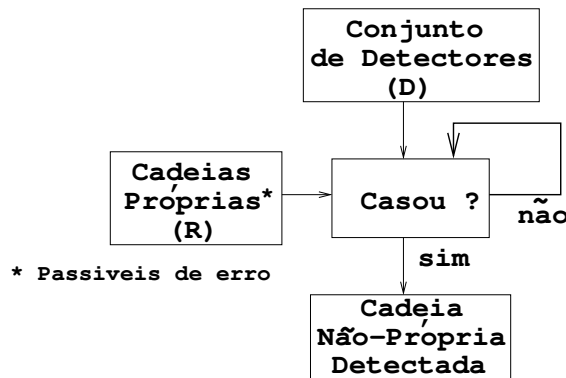 Conjunto
de Detectores
(D)
Cadeias
Próprias*
(R)
Casou ?
não
sim
* Passiveis de erro
Cadeia
Não-Própria
Detectada